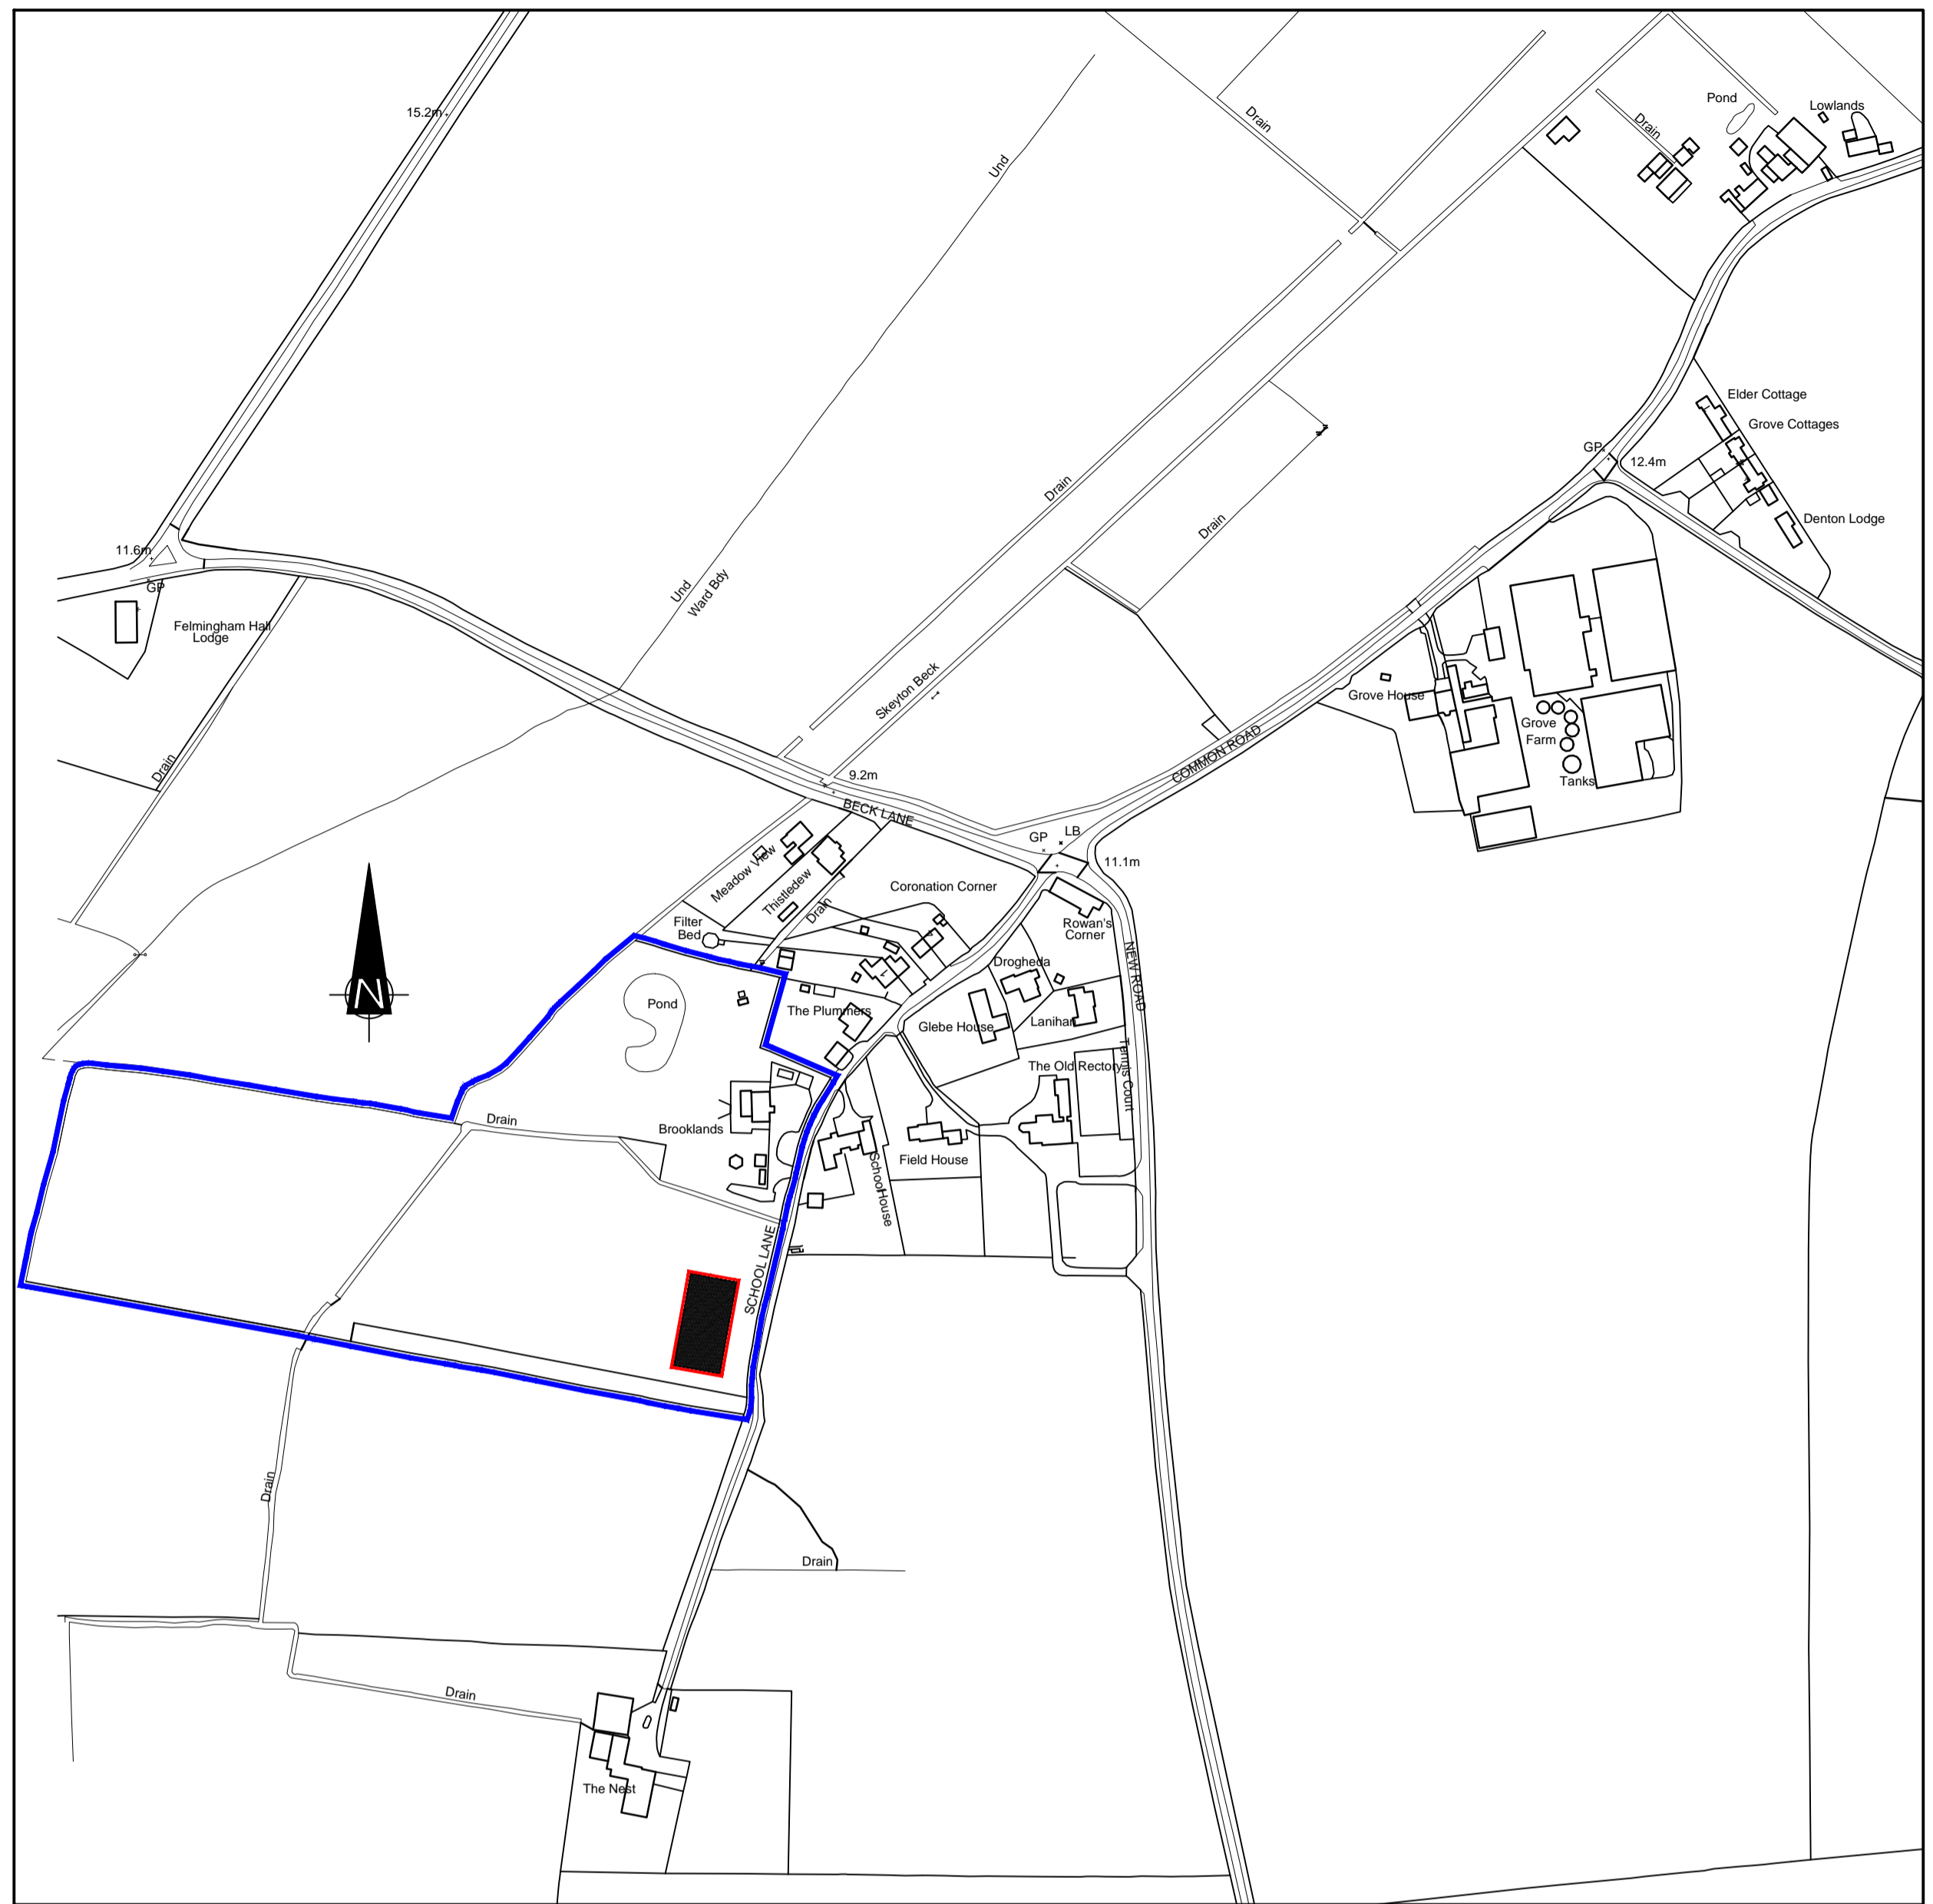 15.2m
Und
Drain
Pond
Lowlands
Drain
Elder Cottage
Grove Cottages
GP
12.4m
Denton Lodge
Drain
Drain
11.6m
GP
Felmingham Hall
Lodge
Und
Ward Bdy
Skeyton Beck
Grove House
Grove
Farm
Tanks
COMMON ROAD
Drain
9.2m
BECK LANE
GP
LB
11.1m
Meadow View
Thistledew
Drain
Coronation Corner
Filter
Bed
Rowan's
Corner
NEW ROAD
Drogheda
N
Pond
The Plummers
Glebe House
Lanihan
The Old Rectory
Tennis Court
Drain
Brooklands
School House
Field House
SCHOOL LANE
Drain
Drain
Drain
The Nest